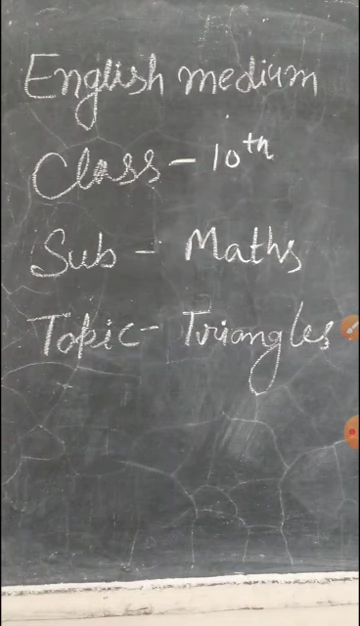 English medium
Class - 10th
Sub - Maths
Topic - Triangles